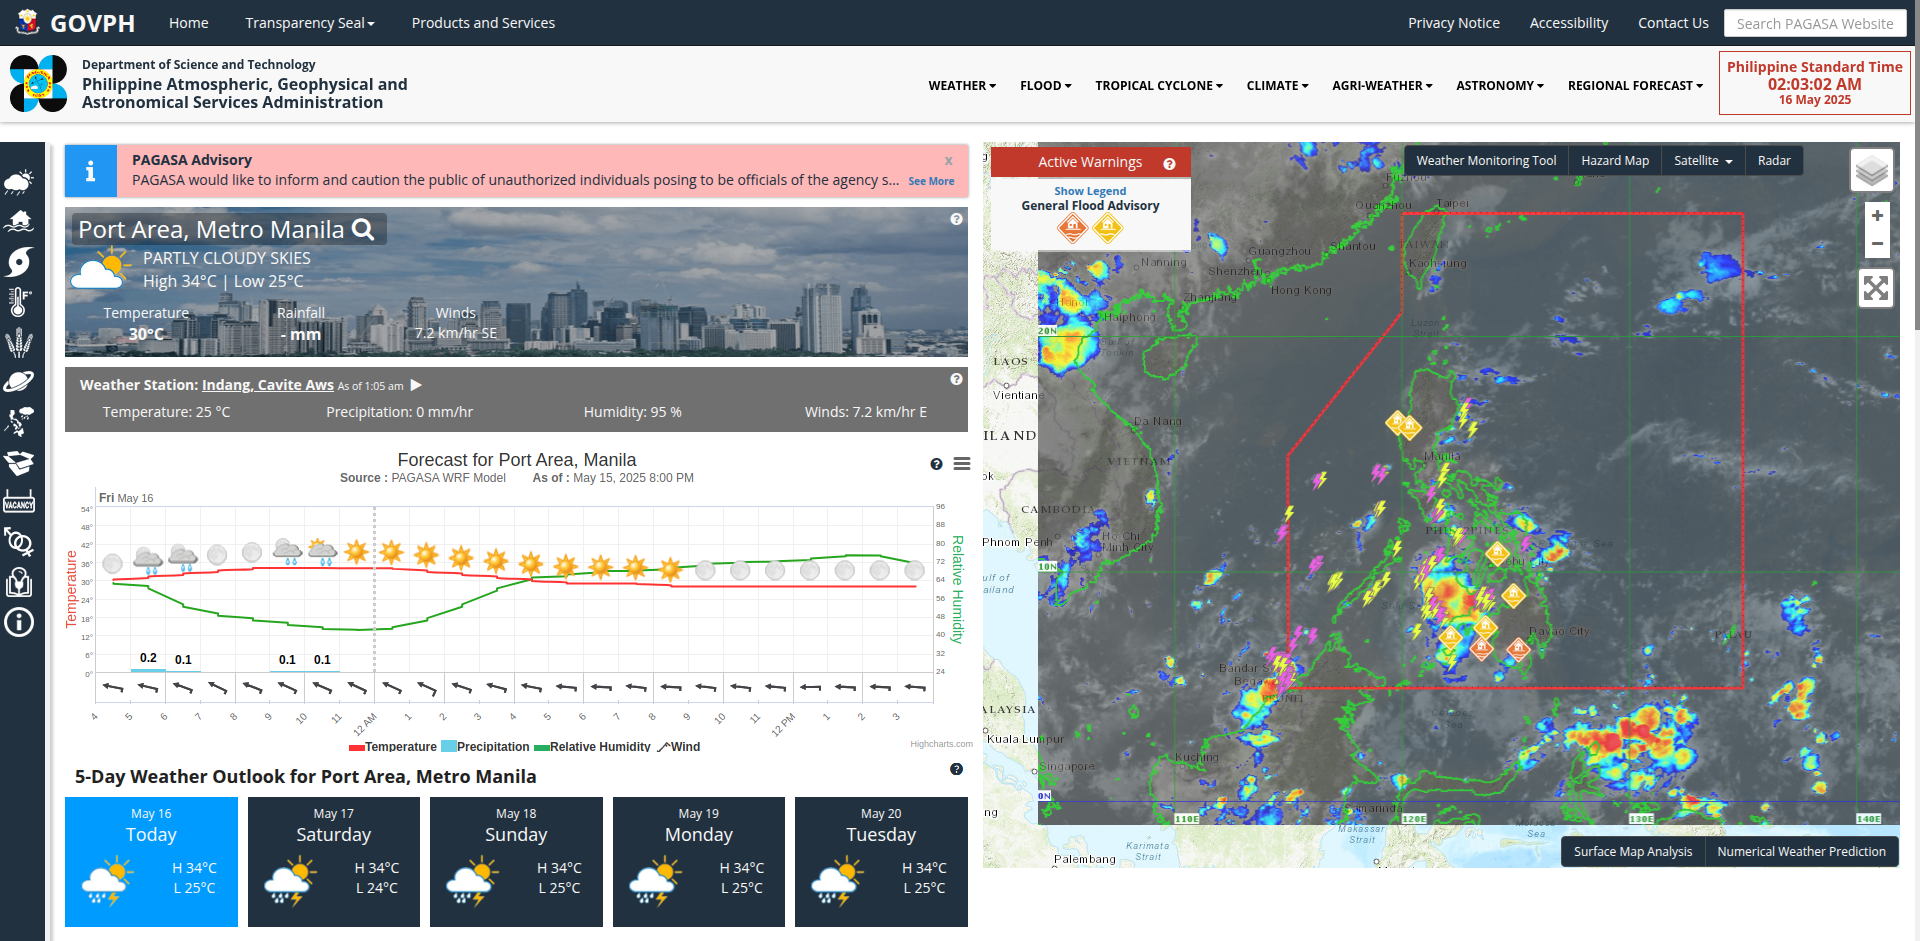 GOVPH
Home
Transparency Seal
Products and Services
Privacy Notice
Accessibility
Contact Us
Search PAGASA Website
Department of Science and Technology
Philippine Atmospheric, Geophysical and
Astronomical Services Administration
WEATHER
FLOOD
TROPICAL CYCLONE
CLIMATE
AGRI-WEATHER
ASTRONOMY
REGIONAL FORECAST
Philippine Standard Time
02:03:02 AM
16 May 2025
VACANCY
PAGASA Advisory
x
PAGASA would like to inform and caution the public of unauthorized individuals posing to be officials of the agency s... See More
Port Area, Metro Manila
PARTLY CLOUDY SKIES
High 34°C | Low 25°C
Temperature
30°C
Rainfall
- mm
Winds
7.2 km/hr SE
Weather Station: Indang, Cavite Aws As of 1:05 am
Temperature: 25 °C
Precipitation: 0 mm/hr
Humidity: 95 %
Winds: 7.2 km/hr E
Forecast for Port Area, Manila
Source : PAGASA WRF Model As of : May 15, 2025 8:00 PM
Fri May 16
Temperature
54°
48°
42°
36°
30°
24°
18°
12°
6°
0°
0.2
0.1
0.1
0.1
96
88
80
72
64
56
48
40
32
24
Relative Humidity
4 5 6 7 8 9 10 11 12 AM 1 2 3 4 5 6 7 8 9 10 11 12 PM 1 2 3
Temperature Precipitation Relative Humidity Wind
Highcharts.com
5-Day Weather Outlook for Port Area, Metro Manila
May 16
Today
H 34°C
L 25°C
May 17
Saturday
H 34°C
L 24°C
May 18
Sunday
H 34°C
L 25°C
May 19
Monday
H 34°C
L 25°C
May 20
Tuesday
H 34°C
L 25°C
Active Warnings
Show Legend
General Flood Advisory
Weather Monitoring Tool
Hazard Map
Satellite
Radar
+
−
Fuzhou
Quanzhou
Taipei
TAIWAN
Shantou
Guangzhou
Kaohsiung
Shenzhen
Nanning
Hong Kong
Zhanjiang
Hanoi
Haiphong
20N
Luzon
Strait
LAOS
Vientiane
Da Nang
ILAND
Manila
VIETNAM
ok
CAMBODIA
PHILIPPINES
Phnom Penh
Ho Chi
Minh City
10N
ulf of
ailand
Davao City
PALAU
Bandar S
Begaw
BRUNEI
ALAYSIA
Kuala Lumpur
Kuching
Singapore
0N
ng
Samarinda
110E
120E
130E
140E
Makassar
Strait
Karimata
Strait
Palembang
Sea
Surface Map Analysis
Numerical Weather Prediction